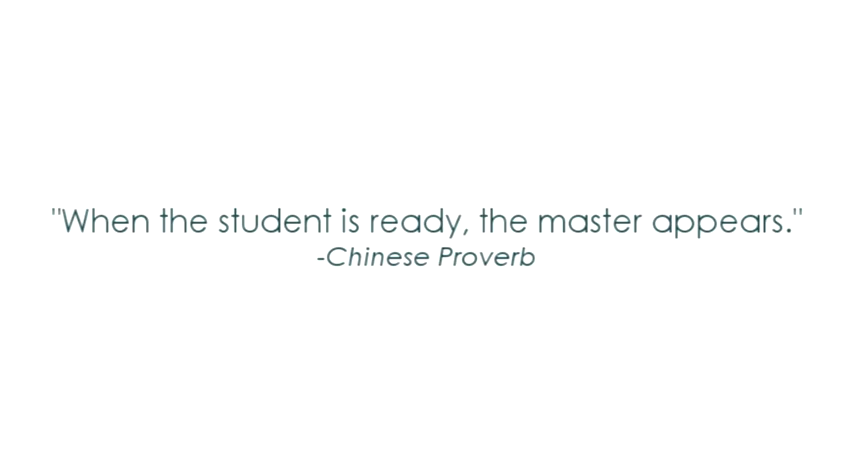 "When the student is ready, the master appears."
-Chinese Proverb